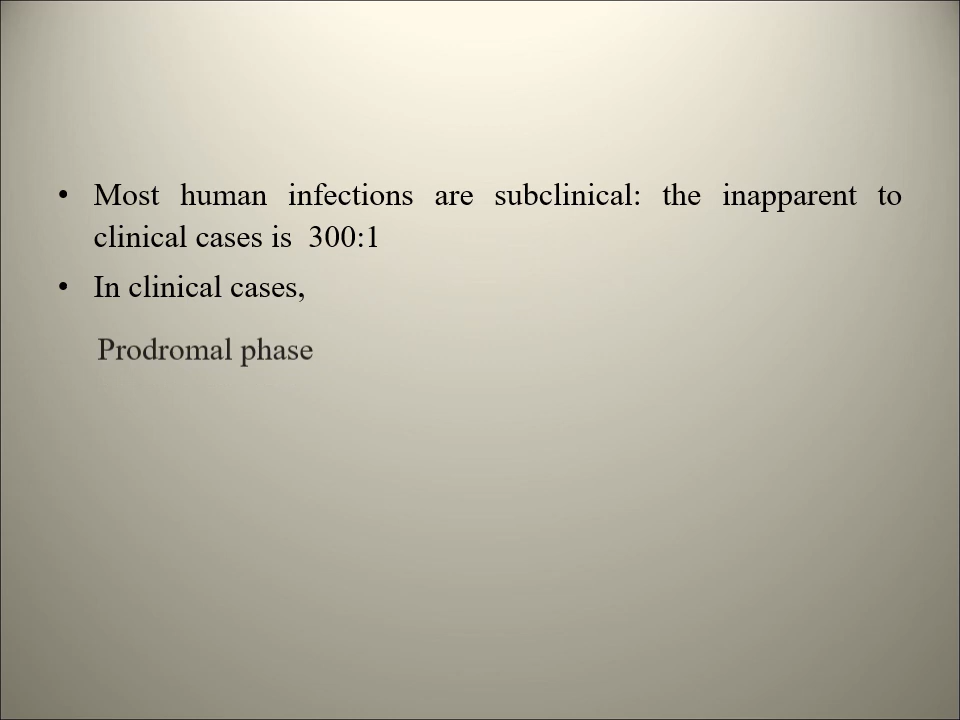 • Most human infections are subclinical: the inapparent to
clinical cases is 300:1
• In clinical cases,
Prodromal phase